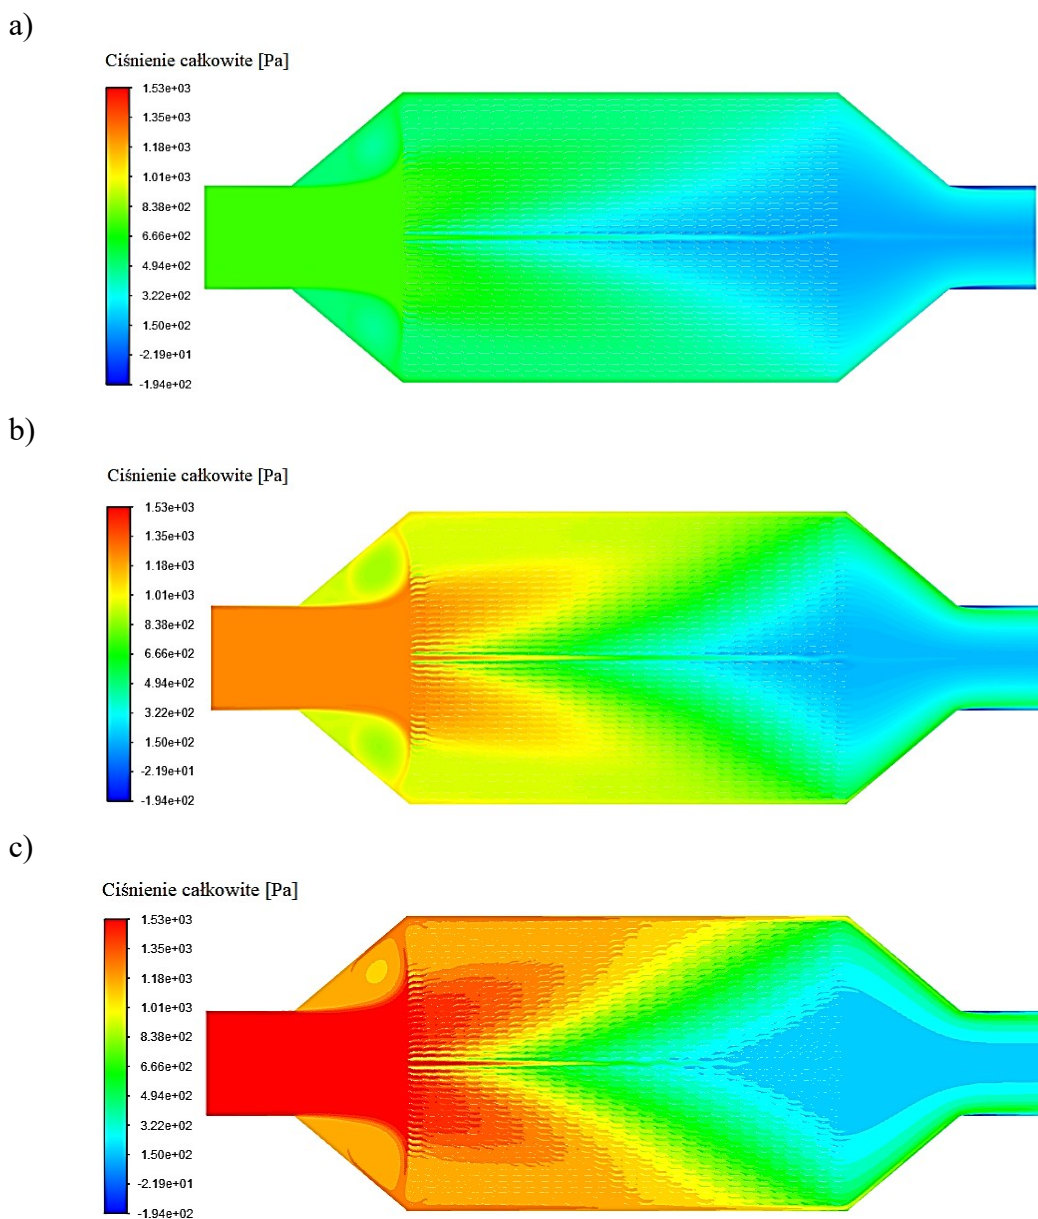 a)
Ciśnienie całkowite [Pa]
1.53e+03
1.35e+03
1.18e+03
1.01e+03
8.38e+02
6.66e+02
4.94e+02
3.22e+02
1.50e+02
-2.19e+01
-1.94e+02
b)
Ciśnienie całkowite [Pa]
1.53e+03
1.35e+03
1.18e+03
1.01e+03
8.38e+02
6.66e+02
4.94e+02
3.22e+02
1.50e+02
-2.19e+01
-1.94e+02
c)
Ciśnienie całkowite [Pa]
1.53e+03
1.35e+03
1.18e+03
1.01e+03
8.38e+02
6.66e+02
4.94e+02
3.22e+02
1.50e+02
-2.19e+01
-1.94e+02